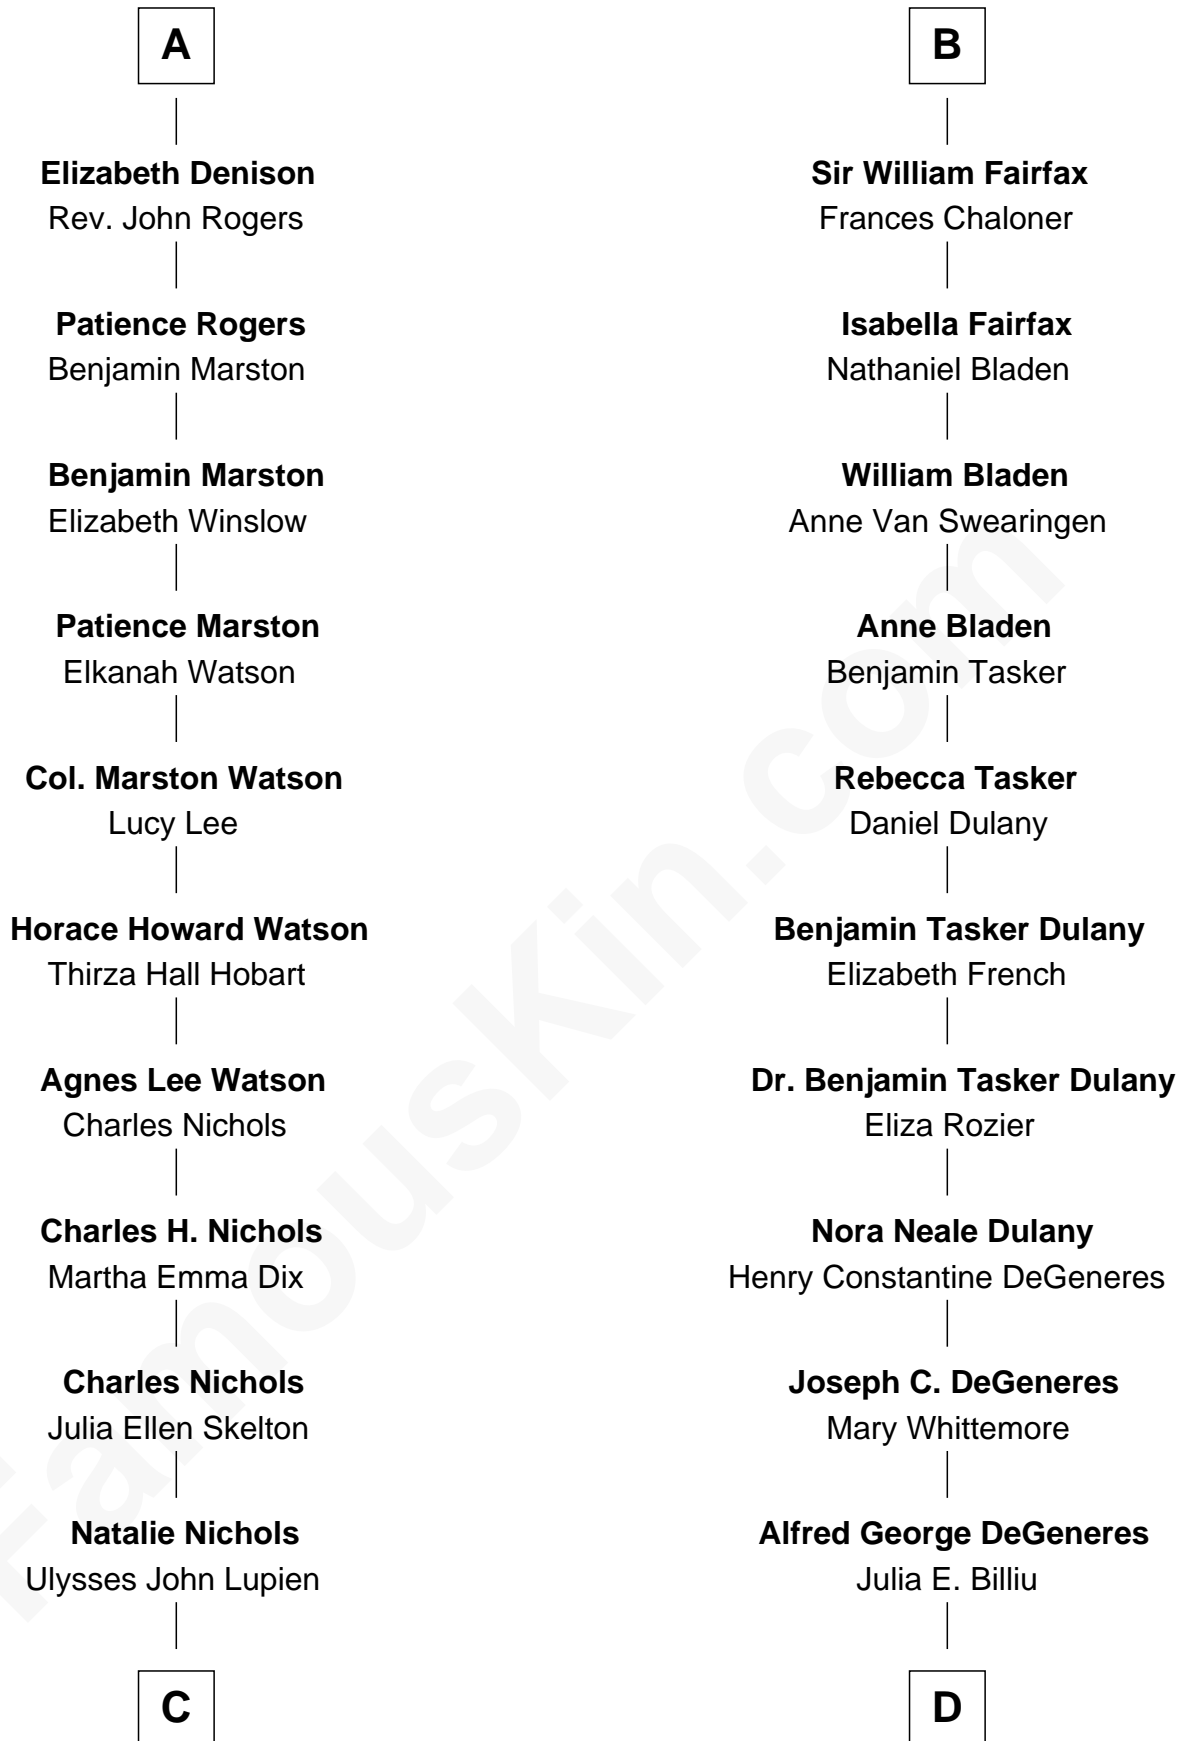 A
Elizabeth Denison
Rev. John Rogers
Patience Rogers
Benjamin Marston
Benjamin Marston
Elizabeth Winslow
Patience Marston
Elkanah Watson
Col. Marston Watson
Lucy Lee
Horace Howard Watson
Thirza Hall Hobart
Agnes Lee Watson
Charles Nichols
Charles H. Nichols
Martha Emma Dix
Charles Nichols
Julia Ellen Skelton
Natalie Nichols
Ulysses John Lupien
C
B
Sir William Fairfax
Frances Chaloner
Isabella Fairfax
Nathaniel Bladen
William Bladen
Anne Van Swearingen
Anne Bladen
Benjamin Tasker
Rebecca Tasker
Daniel Dulany
Benjamin Tasker Dulany
Elizabeth French
Dr. Benjamin Tasker Dulany
Eliza Rozier
Nora Neale Dulany
Henry Constantine DeGeneres
Joseph C. DeGeneres
Mary Whittemore
Alfred George DeGeneres
Julia E. Billiu
D
FamousKin.com